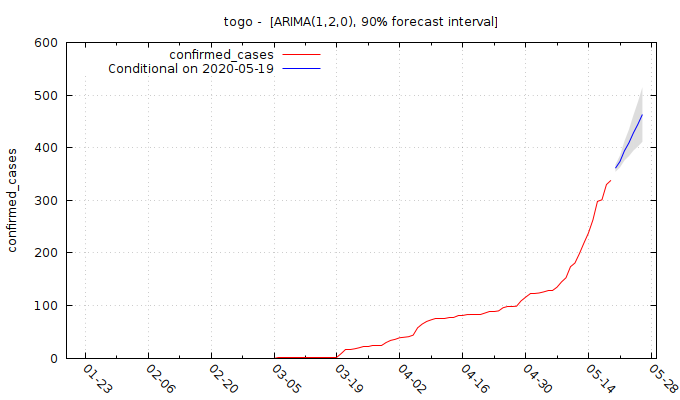 togo - [ARIMA(1,2,0), 90% forecast interval]
confirmed_cases
Conditional on 2020-05-19
confirmed_cases
600
500
400
300
200
100
0
01-23 02-06 02-20 03-05 03-19 04-02 04-16 04-30 05-14 05-28